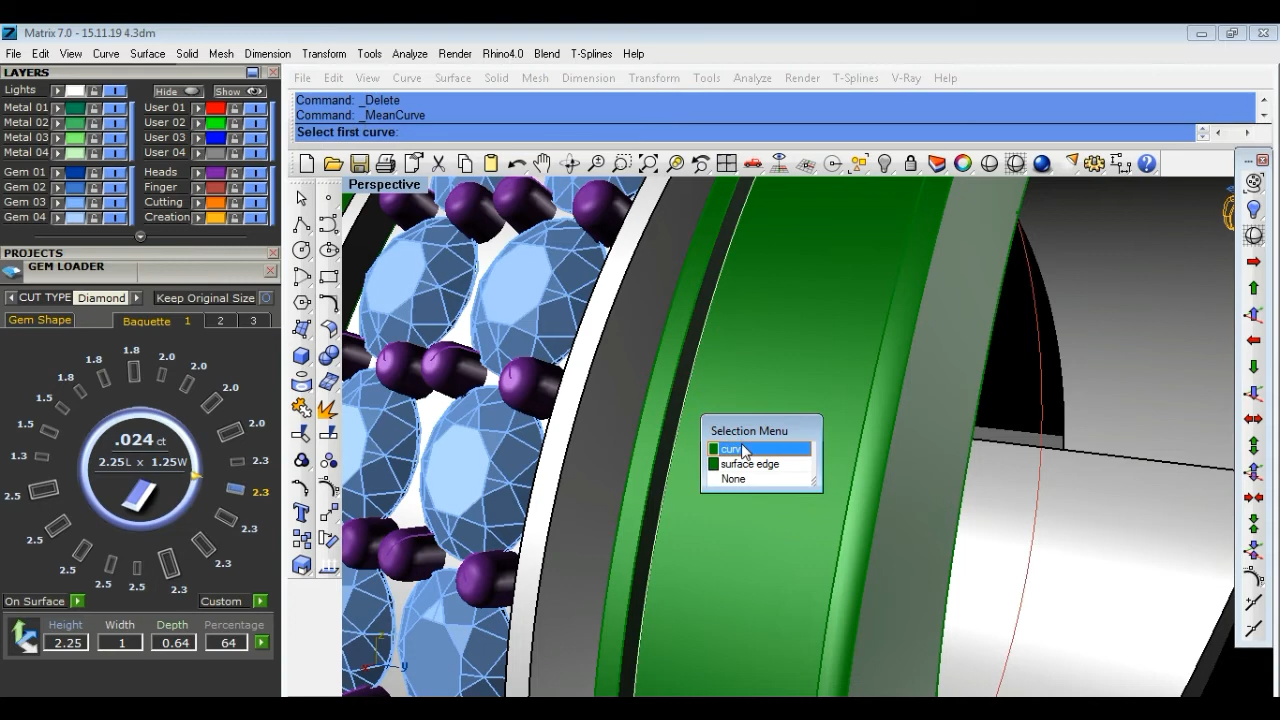 Matrix 7.0 - 15.11.19 4.3dm
File Edit View Curve Surface Solid Mesh Dimension Transform Tools Analyze Render Rhino4.0 Blend T-Splines Help
LAYERS
Lights Hide Show
Metal 01 User 01
Metal 02 User 02
Metal 03 User 03
Metal 04 User 04
Gem 01 Heads
Gem 02 Finger
Gem 03 Cutting
Gem 04 Creation
PROJECTS
GEM LOADER
CUT TYPE Diamond Keep Original Size
Gem Shape Baquette 1 2 3
1.8
1.8 2.0
1.8 2.0
1.5 2.0
1.5
1.3 2.3
.024 ct
2.25L x 1.25W
2.5 2.3
2.5 2.3
2.5 2.3
2.5 2.5 2.3
On Surface Custom
Height Width Depth Percentage
2.25 1 0.64 64
File Edit View Curve Surface Solid Mesh Dimension Transform Tools Analyze Render T-Splines V-Ray Help
Command: _Delete
Command: _MeanCurve
Select first curve:
Perspective
Selection Menu
curve
surface edge
None
z
x y